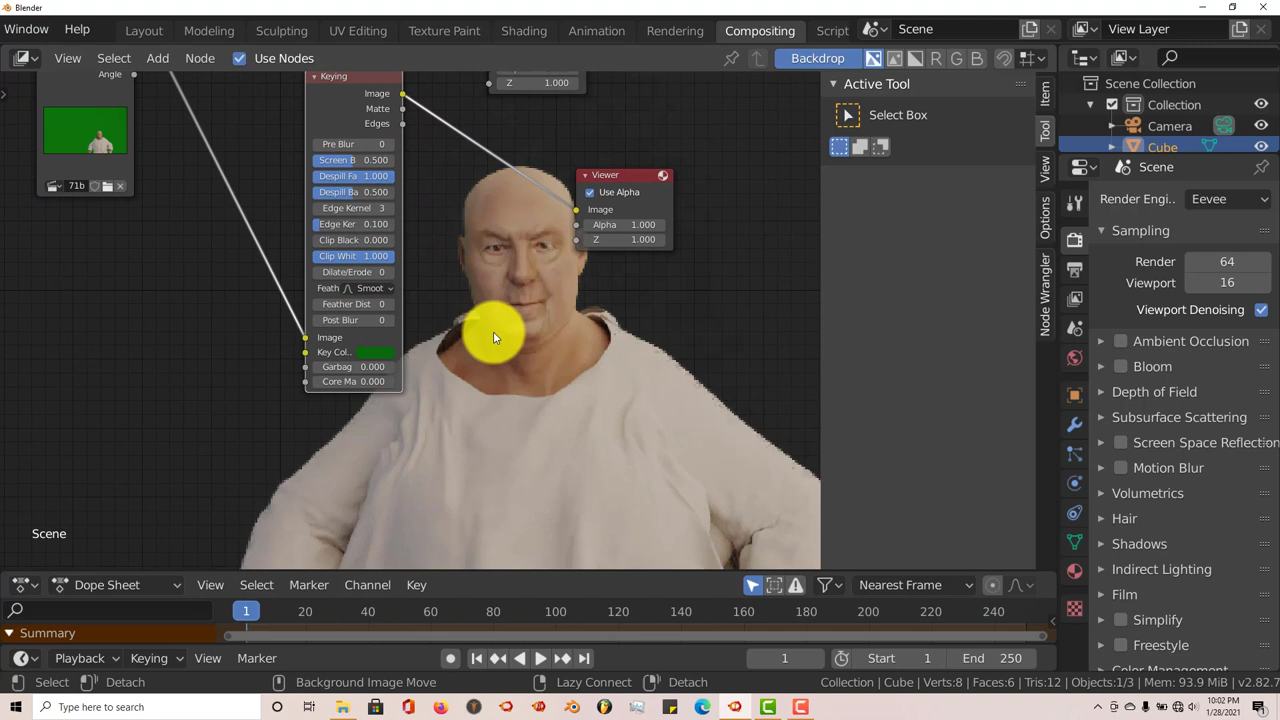 Blender
Window Help Layout Modeling Sculpting UV Editing Texture Paint Shading Animation Rendering Compositing Script Scene View Layer
View Select Add Node Use Nodes Backdrop R G B
Angle
71b
Keying
Image
Matte
Edges
Pre Blur 0
Screen B 0.500
Despill Fa 1.000
Despill Ba 0.500
Edge Kernel 3
Edge Ker 0.100
Clip Black 0.000
Clip Whit 1.000
Dilate/Erode 0
Feath Smoot
Feather Dist 0
Post Blur 0
Image
Key Col..
Garbag 0.000
Core Ma 0.000
Z 1.000
Viewer
Use Alpha
Image
Alpha 1.000
Z 1.000
Scene
Active Tool
Select Box
Item
Tool
View
Options
Node Wrangler
Scene Collection
Collection
Camera
Cube
Scene
Render Engi.. Eevee
Sampling
Render 64
Viewport 16
Viewport Denoising
Ambient Occlusion
Bloom
Depth of Field
Subsurface Scattering
Screen Space Reflection
Motion Blur
Volumetrics
Hair
Shadows
Indirect Lighting
Film
Simplify
Freestyle
Color Management
Dope Sheet View Select Marker Channel Key Nearest Frame
1 20 40 60 80 100 120 140 160 180 200 220 240
Summary
Playback Keying View Marker 1 Start 1 End 250
Select Detach Background Image Move Lazy Connect Detach Collection | Cube | Verts:8 | Faces:6 | Tris:12 | Objects:1/3 | Mem: 93.9 MiB | v2.82.7
Type here to search
10:02 PM
1/28/2021